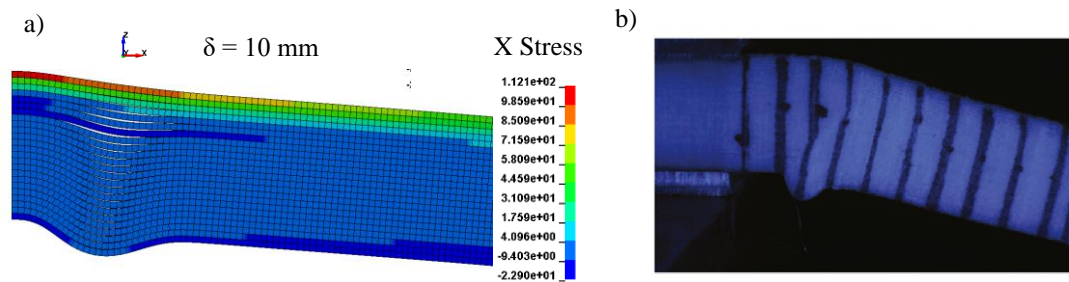 a)
b)
Z
Y X
δ = 10 mm
X Stress
1.121e+02
9.859e+01
8.509e+01
7.159e+01
5.809e+01
4.459e+01
3.109e+01
1.759e+01
4.096e+00
-9.403e+00
-2.290e+01